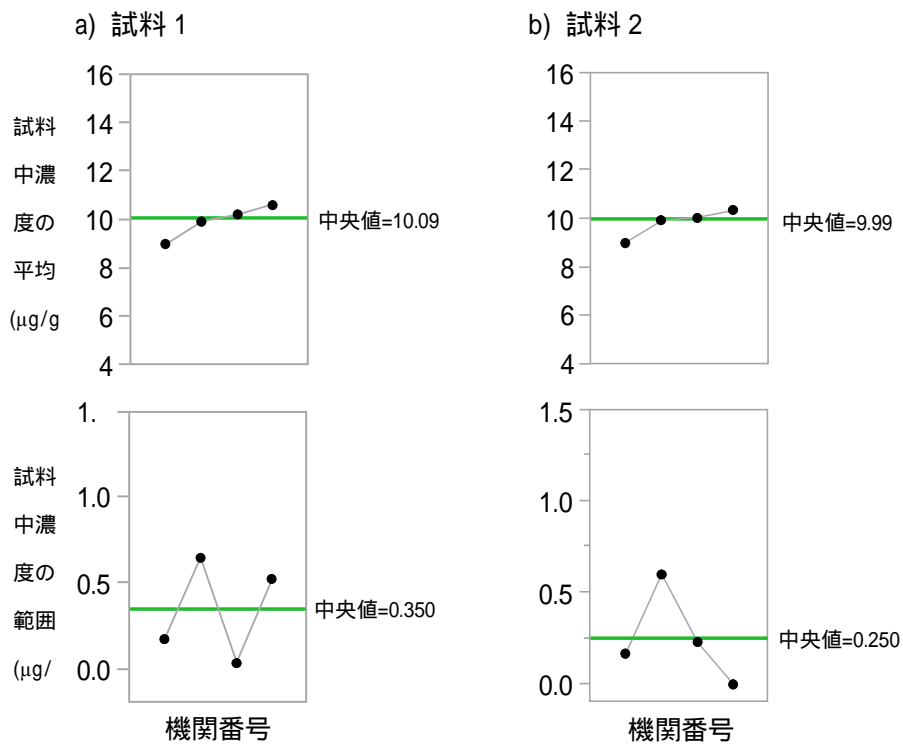 a) 試料 1
16
14
12
10
8
6
4
試料
中濃
度の
平均
(μg/g
中央値=10.09
b) 試料 2
16
14
12
10
8
6
4
中央値=9.99
1.
1.0
0.5
0.0
試料
中濃
度の
範囲
(μg/
中央値=0.350
機関番号
1.5
1.0
0.5
0.0
中央値=0.250
機関番号